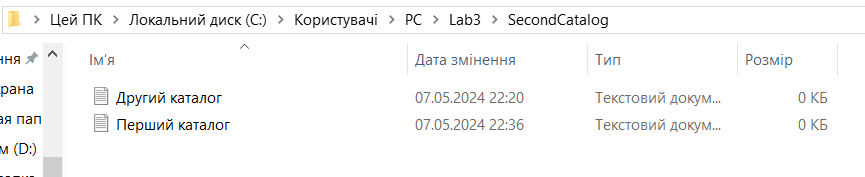 Цей ПК > Локальний диск (C:) > Користувачі > PC > Lab3 > SecondCatalog
Ім'я Дата змінення Тип Розмір
ння
Другий каталог 07.05.2024 22:20 Текстовий докум... 0 КБ
крана
Перший каталог 07.05.2024 22:36 Текстовий докум... 0 КБ
ая пап
м (D:)